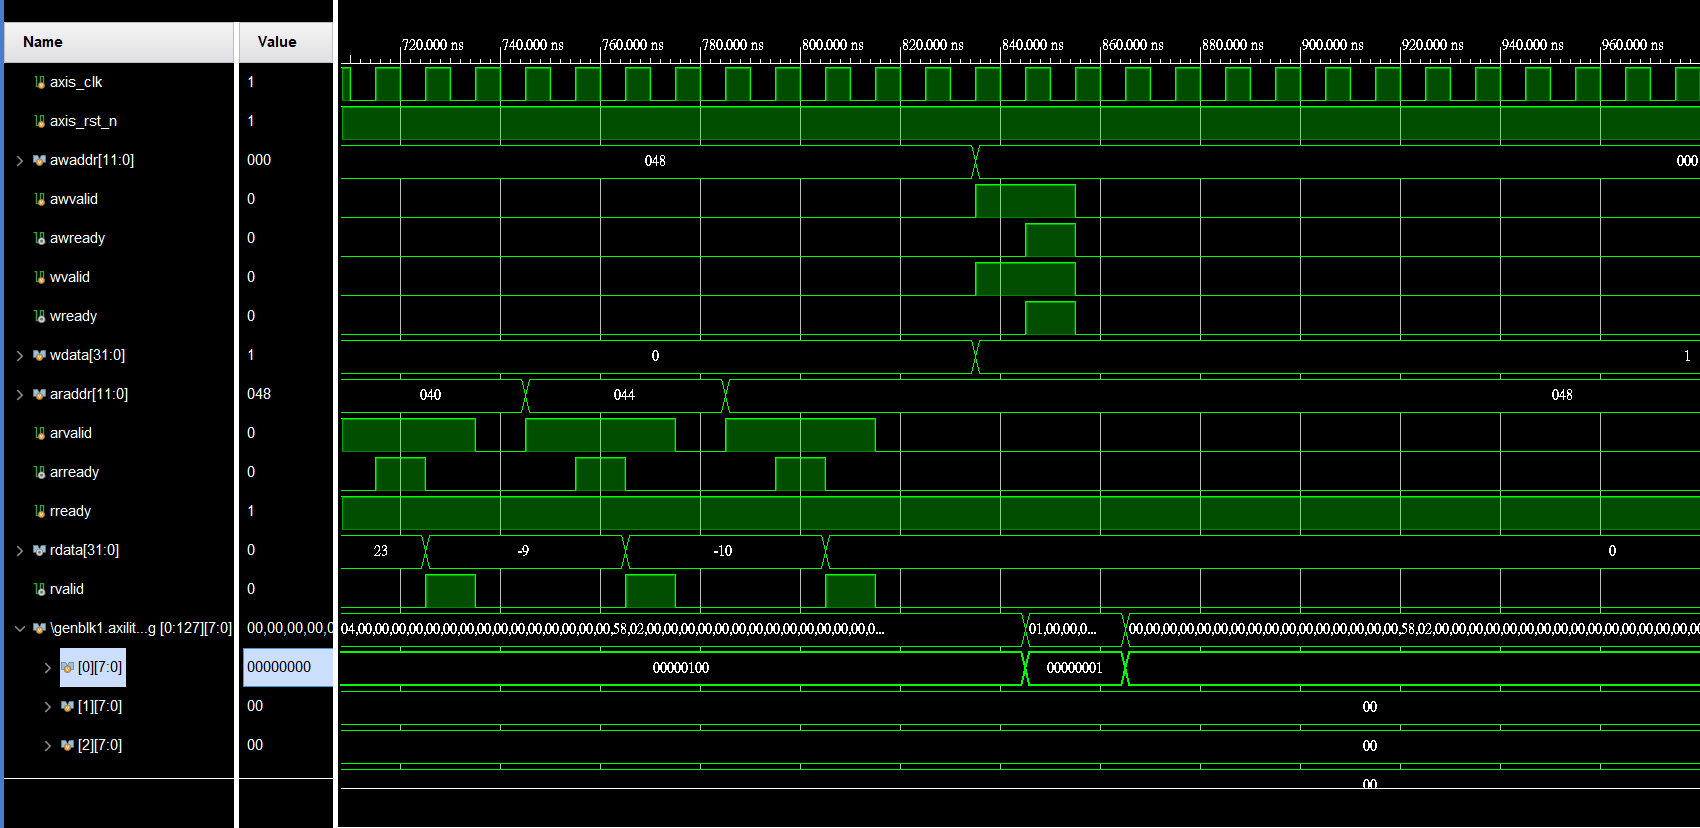 Name Value
720.000 ns 740.000 ns 760.000 ns 780.000 ns 800.000 ns 820.000 ns 840.000 ns 860.000 ns 880.000 ns 900.000 ns 920.000 ns 940.000 ns 960.000 ns
axis_clk 1
axis_rst_n 1
awaddr[11:0] 000 048 000
awvalid 0
awready 0
wvalid 0
wready 0
wdata[31:0] 1 0 1
araddr[11:0] 048 040 044 048
arvalid 0
arready 0
rready 1
rdata[31:0] 0 23 -9 -10 0
rvalid 0
\genblk1.axilit...g [0:127][7:0] 00,00,00,00,0 04,00,00,00,00,00,00,00,00,00,00,00,00,00,00,00,58,02,00,00,00,00,00,00,00,00,00,00,00,00,00,0... 01,00,00,0... 00,00,00,00,00,00,00,00,00,00,00,00,00,00,00,00,58,02,00,00,00,00,00,00,00,00,00,00,00,00,00,00,00,00
[0][7:0] 00000000 00000100 00000001
[1][7:0] 00 00
[2][7:0] 00 00
00